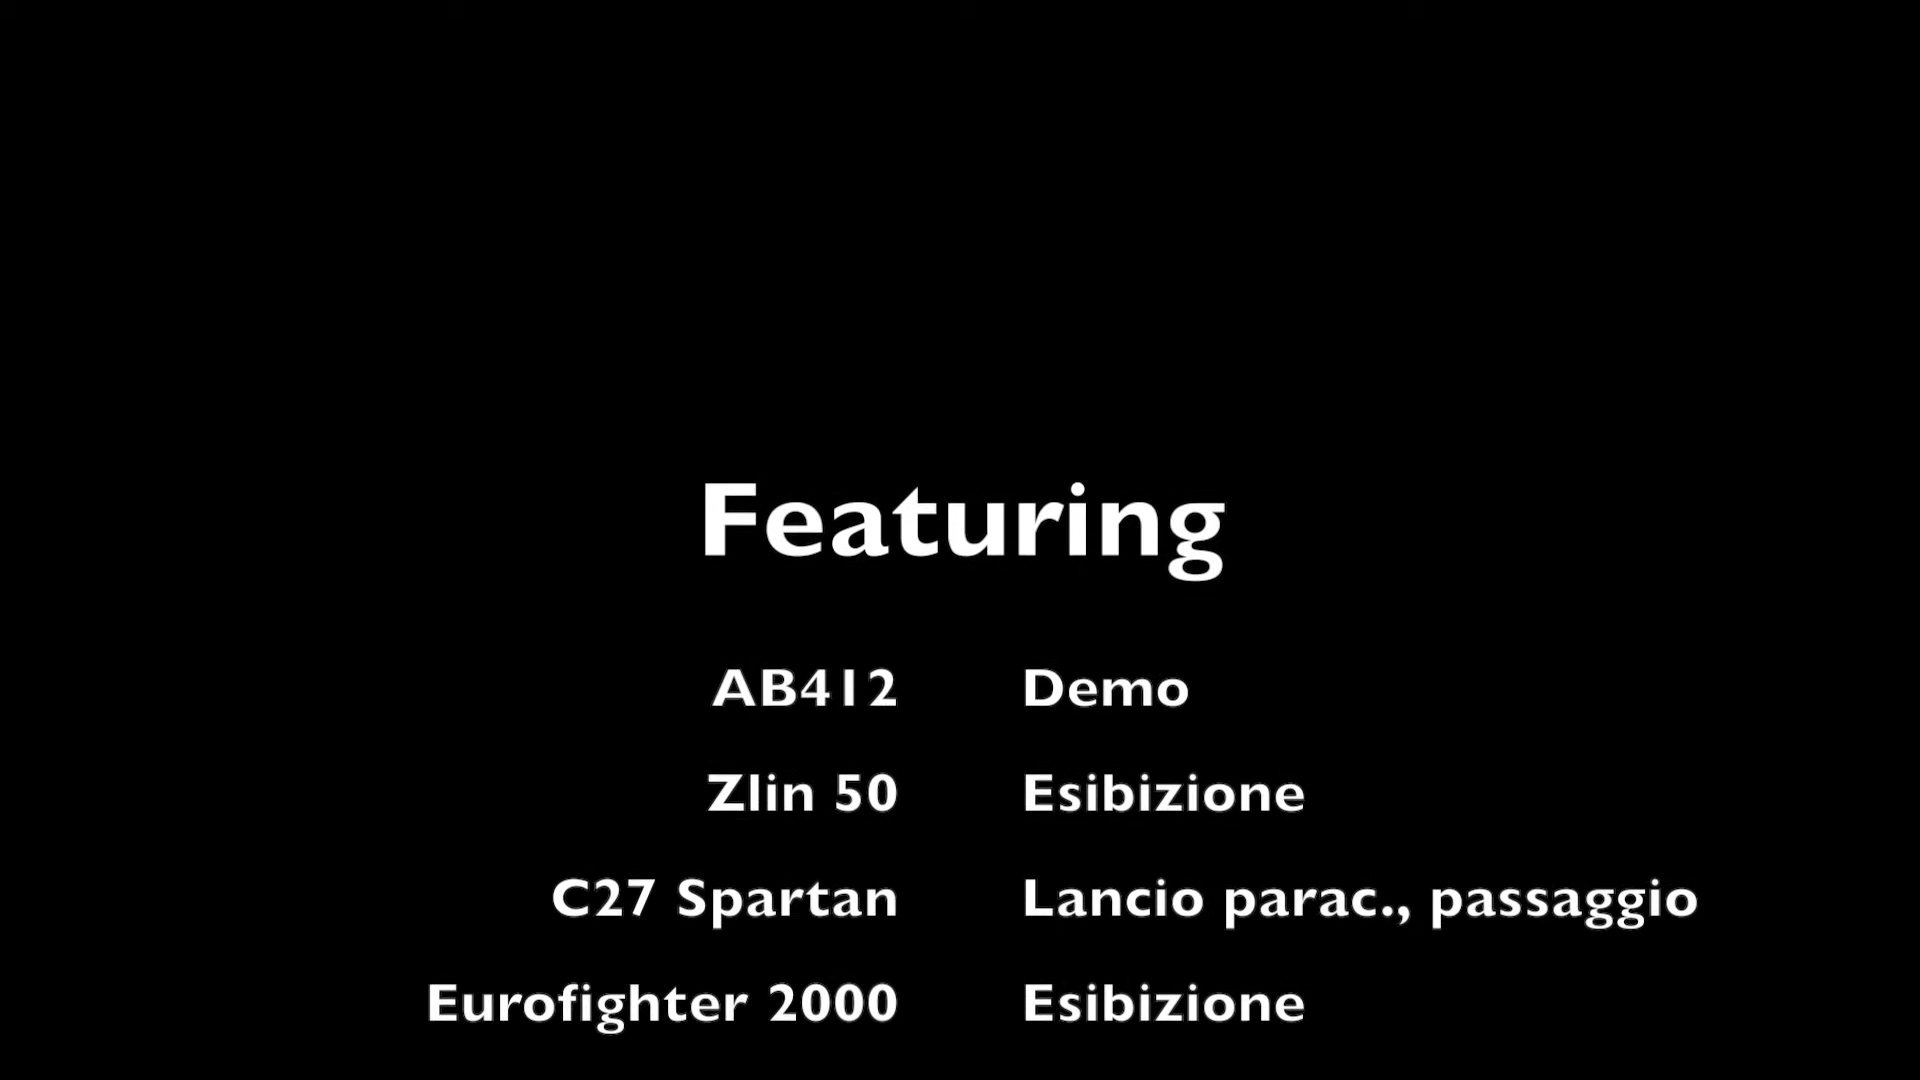 Featuring
AB412 Demo
Zlin 50 Esibizione
C27 Spartan Lancio parac., passaggio
Eurofighter 2000 Esibizione